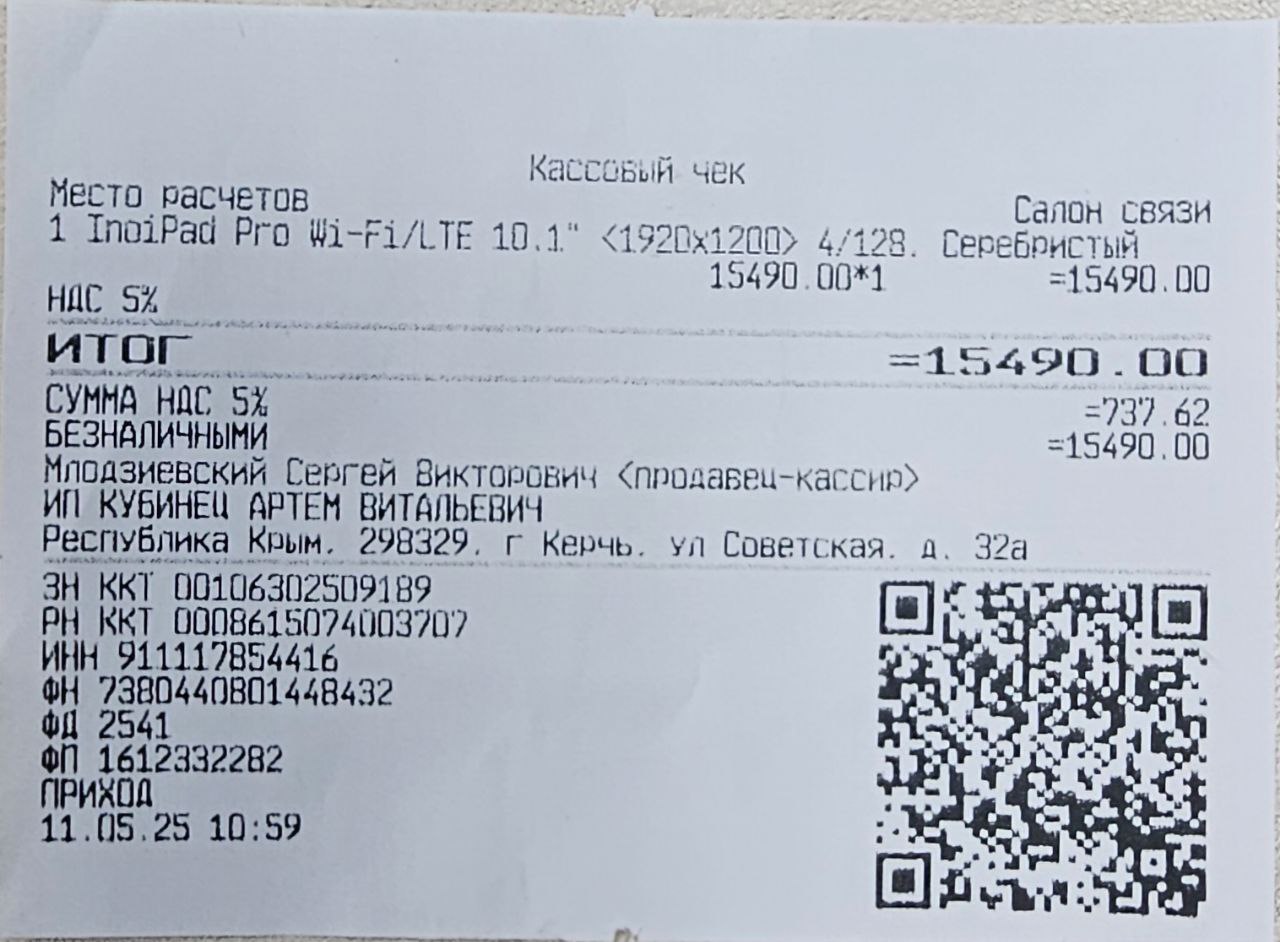 Кассовый чек
Место расчетов Салон связи
1 InoiPad Pro Wi-Fi/LTE 10.1" <1920x1200> 4/128. Серебристый
15490.00*1 =15490.00
НДС 5%
ИТОГ =15490.00
СУММА НДС 5% =737.62
БЕЗНАЛИЧНЫМИ =15490.00
Млодзиевский Сергей Викторович <продавец-кассир>
ИП КУБИНЕЦ АРТЕМ ВИТАЛЬЕВИЧ
Республика Крым. 298329. г Керчь. ул Советская. д. 32а
ЗН ККТ 00106302509189
РН ККТ 0008615074003707
ИНН 911117854416
ФН 7380440801448432
ФД 2541
ФП 1612332282
ПРИХОД
11.05.25 10:59